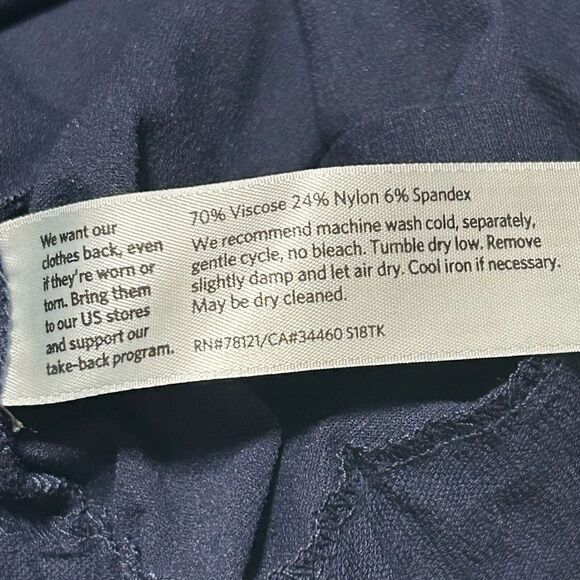 We want our
clothes back, even
if they're worn or
torn. Bring them
to our US stores
and support our
take-back program.
70% Viscose 24% Nylon 6% Spandex
We recommend machine wash cold, separately,
gentle cycle, no bleach. Tumble dry low. Remove
slightly damp and let air dry. Cool iron if necessary.
May be dry cleaned.
RN#78121/CA#34460 S18TK